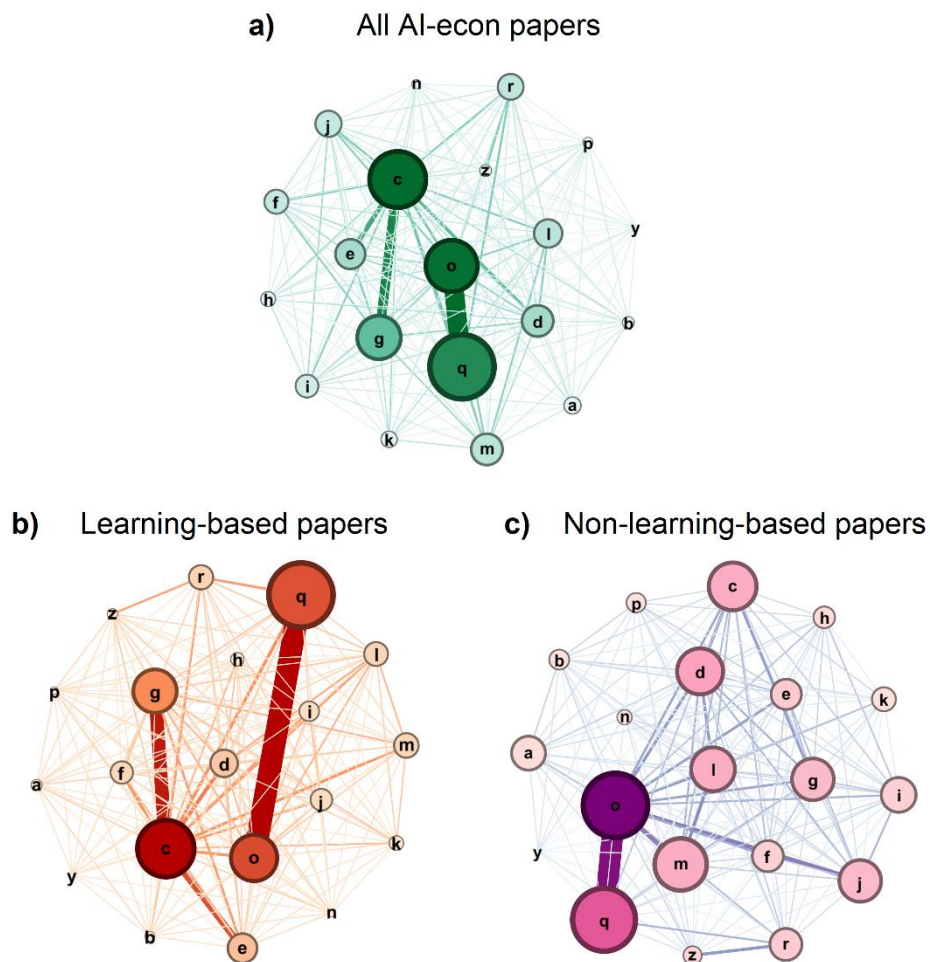 a) All AI-econ papers
n
r
j
p
c
z
f
l
y
e
o
h
d
b
g
q
i
a
k
m
b) Learning-based papers
r
q
z
h
l
p
g
i
m
f
d
a
j
c
o
k
y
b
e
n
c) Non-learning-based papers
c
p
h
b
d
e
k
n
a
l
g
i
o
y
m
f
j
q
z
r